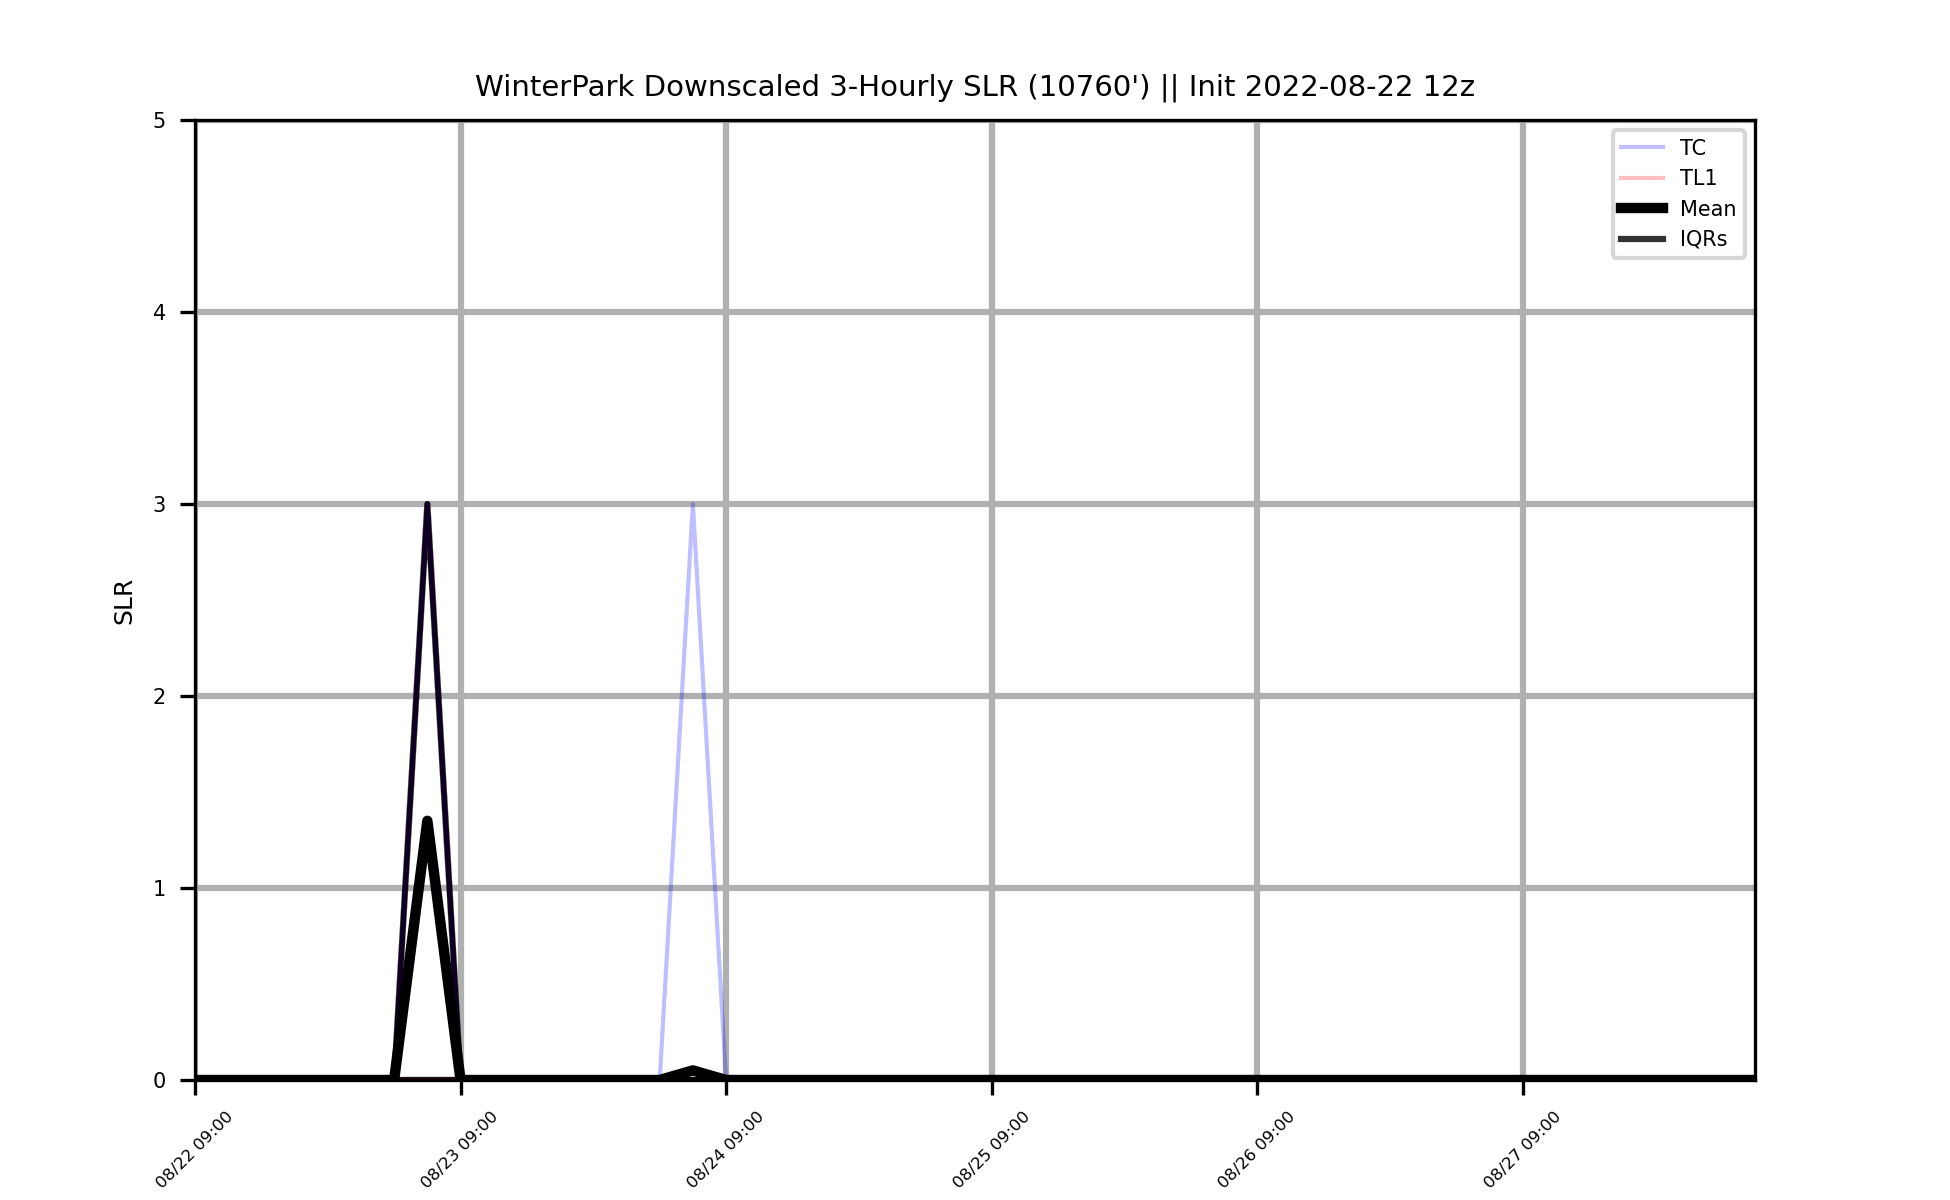 WinterPark Downscaled 3-Hourly SLR (10760') || Init 2022-08-22 12z
5
4
3
2
1
0
SLR
TC
TL1
Mean
IQRs
08/22 09:00
08/23 09:00
08/24 09:00
08/25 09:00
08/26 09:00
08/27 09:00